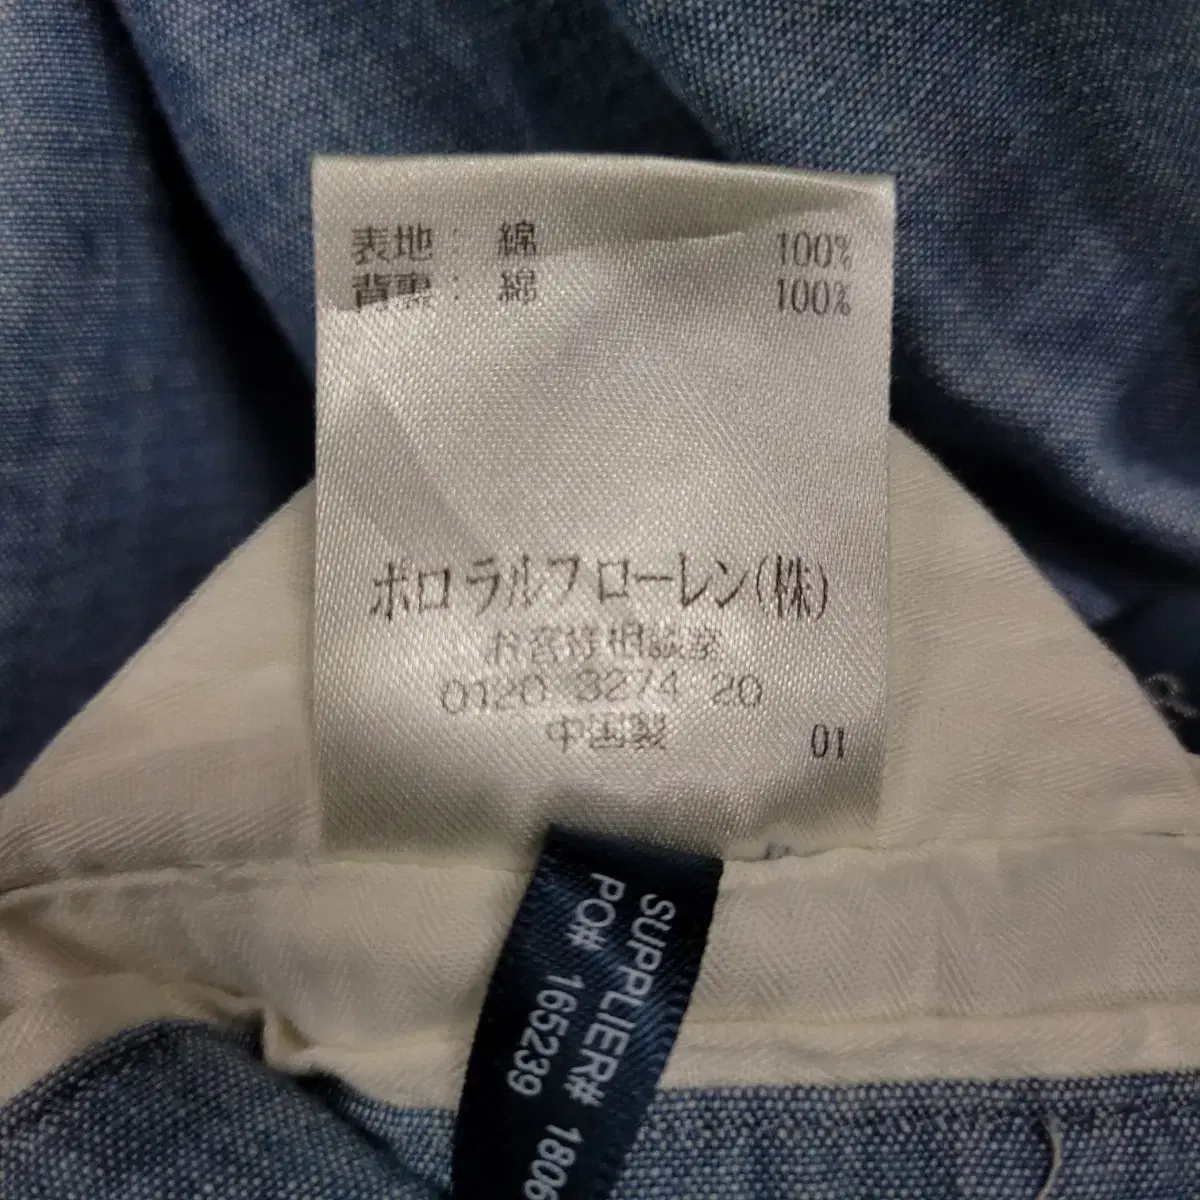 表地: 綿 100%
背裏: 綿 100%
ポロ ラルフ ローレン(株)
お客様相談室
0120 3274 20
中国製 01
SUPPLIER# 1806
PO# 165239